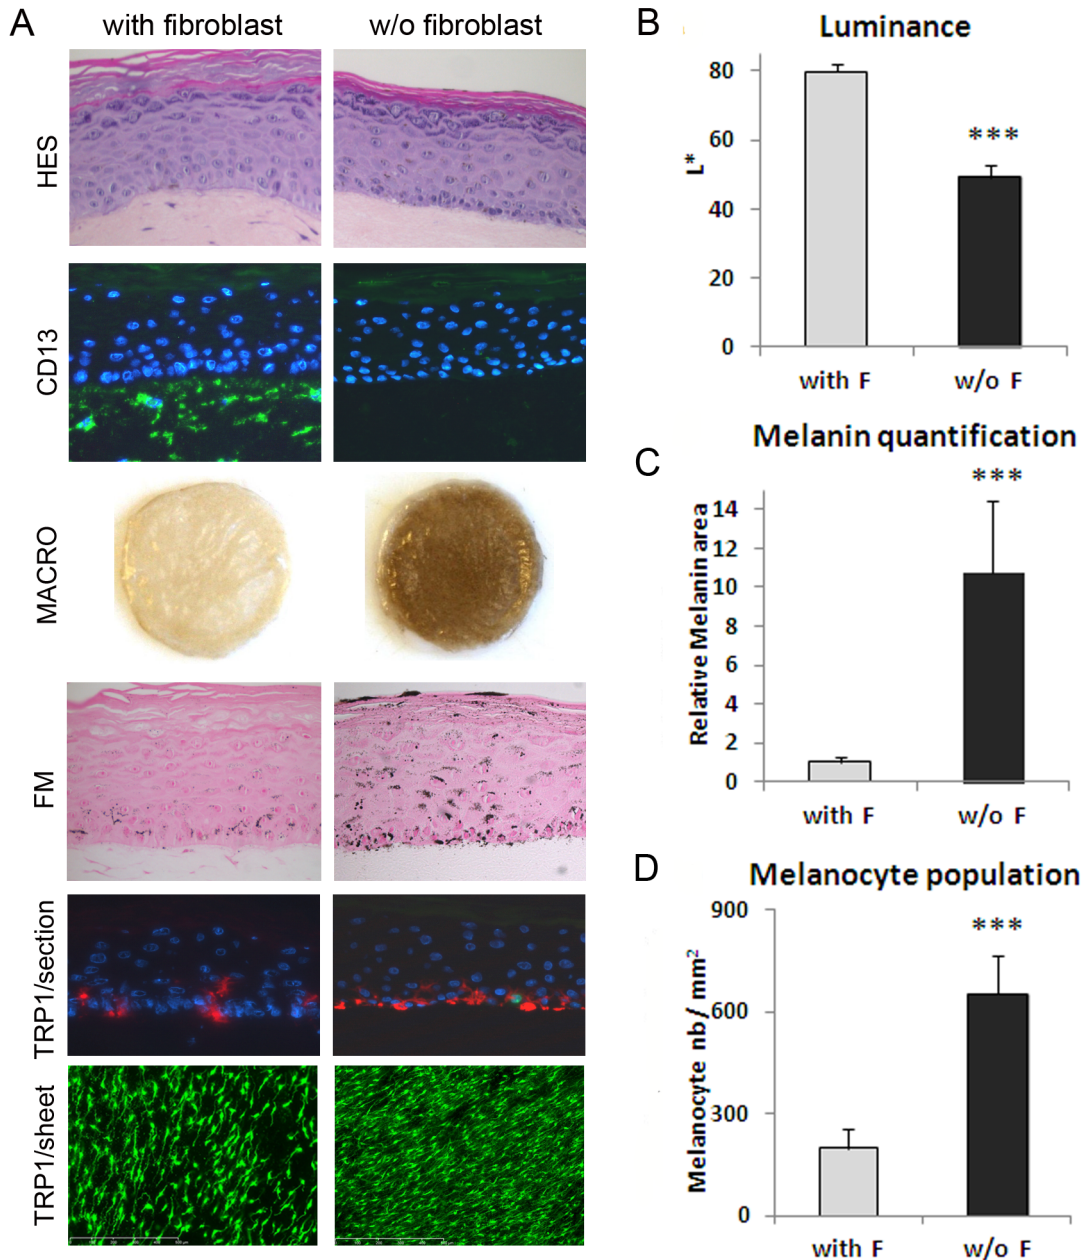 A
with fibroblast
w/o fibroblast
HES
CD13
MACRO
FM
TRP1/section
TRP1/sheet
B
Luminance
L*
80
60
40
20
0
***
with F
w/o F
C
Melanin quantification
Relative Melanin area
14
12
10
8
6
4
2
0
***
with F
w/o F
D
Melanocyte population
Melanocyte nb/ mm²
900
600
300
0
***
with F
w/o F